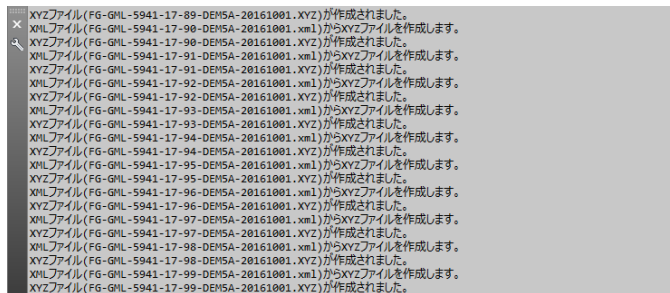 XYZファイル(FG-GML-5941-17-89-DEM5A-20161001.XYZ)が作成されました。
XMLファイル(FG-GML-5941-17-90-DEM5A-20161001.xml)からXYZファイルを作成します。
XYZファイル(FG-GML-5941-17-90-DEM5A-20161001.XYZ)が作成されました。
XMLファイル(FG-GML-5941-17-91-DEM5A-20161001.xml)からXYZファイルを作成します。
XYZファイル(FG-GML-5941-17-91-DEM5A-20161001.XYZ)が作成されました。
XMLファイル(FG-GML-5941-17-92-DEM5A-20161001.xml)からXYZファイルを作成します。
XYZファイル(FG-GML-5941-17-92-DEM5A-20161001.XYZ)が作成されました。
XMLファイル(FG-GML-5941-17-93-DEM5A-20161001.xml)からXYZファイルを作成します。
XYZファイル(FG-GML-5941-17-93-DEM5A-20161001.XYZ)が作成されました。
XMLファイル(FG-GML-5941-17-94-DEM5A-20161001.xml)からXYZファイルを作成します。
XYZファイル(FG-GML-5941-17-94-DEM5A-20161001.XYZ)が作成されました。
XMLファイル(FG-GML-5941-17-95-DEM5A-20161001.xml)からXYZファイルを作成します。
XYZファイル(FG-GML-5941-17-95-DEM5A-20161001.XYZ)が作成されました。
XMLファイル(FG-GML-5941-17-96-DEM5A-20161001.xml)からXYZファイルを作成します。
XYZファイル(FG-GML-5941-17-96-DEM5A-20161001.XYZ)が作成されました。
XMLファイル(FG-GML-5941-17-97-DEM5A-20161001.xml)からXYZファイルを作成します。
XYZファイル(FG-GML-5941-17-97-DEM5A-20161001.XYZ)が作成されました。
XMLファイル(FG-GML-5941-17-98-DEM5A-20161001.xml)からXYZファイルを作成します。
XYZファイル(FG-GML-5941-17-98-DEM5A-20161001.XYZ)が作成されました。
XMLファイル(FG-GML-5941-17-99-DEM5A-20161001.xml)からXYZファイルを作成します。
XYZファイル(FG-GML-5941-17-99-DEM5A-20161001.XYZ)が作成されました。